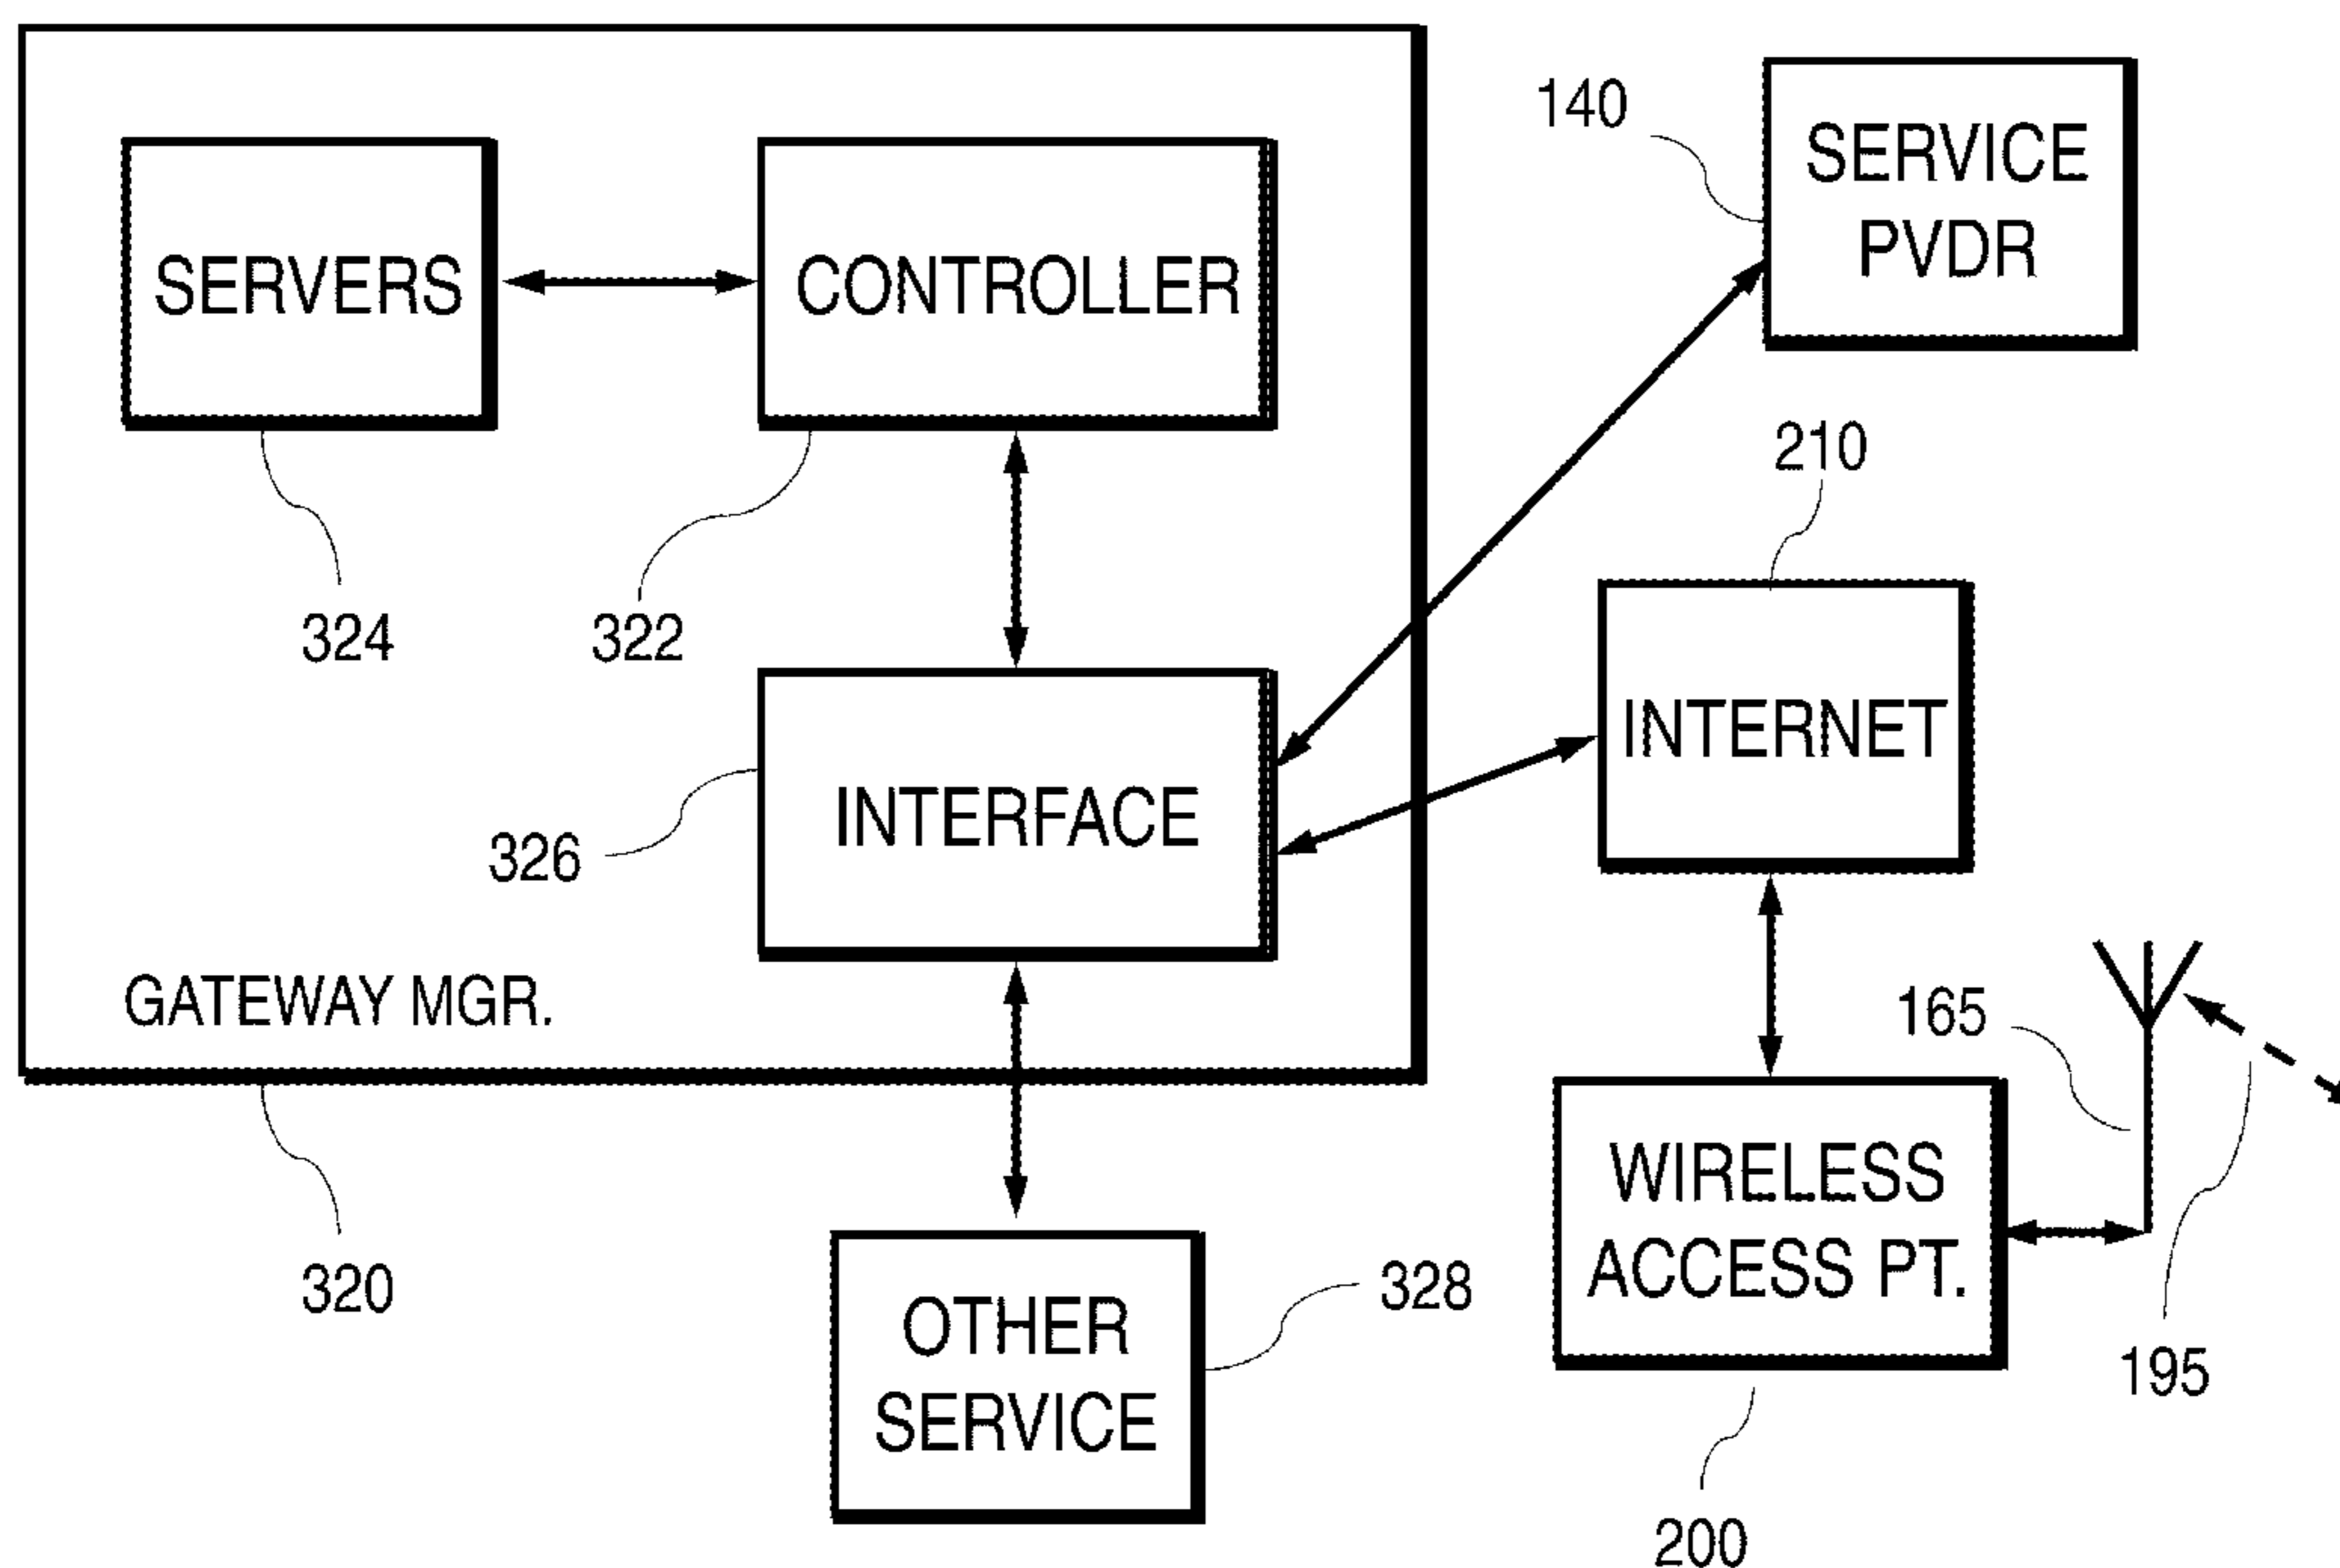 140
SERVICE
PVDR
SERVERS
CONTROLLER
210
324
322
INTERNET
INTERFACE
326
GATEWAY MGR.
165
WIRELESS
ACCESS PT.
320
OTHER
SERVICE
328
195
200